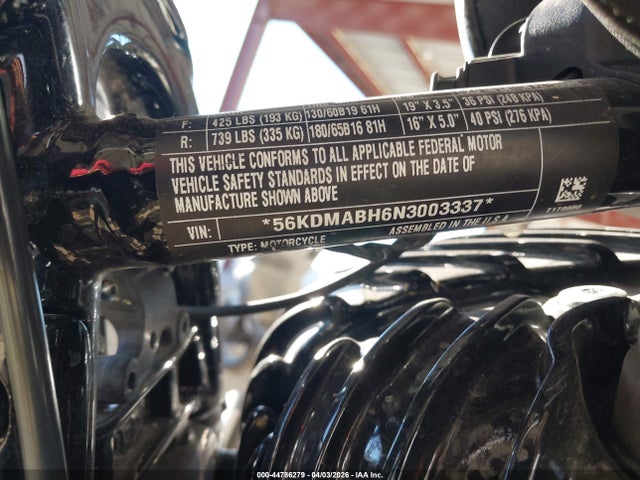 F: 425 LBS (193 KG) 130/60B19 61H 19" X 3.5" 36 PSI (248 KPA)
R: 739 LBS (335 KG) 180/65B16 81H 16" X 5.0" 40 PSI (276 KPA)
THIS VEHICLE CONFORMS TO ALL APPLICABLE FEDERAL MOTOR
VEHICLE SAFETY STANDARDS IN EFFECT ON THE DATE OF
MANUFACTURE SHOWN ABOVE
VIN: *56KDMABH6N3003337*
TYPE: MOTORCYCLE ASSEMBLED IN THE U.S.A
000-44786279 - 04/03/2026 - Copyright IAA, Inc.